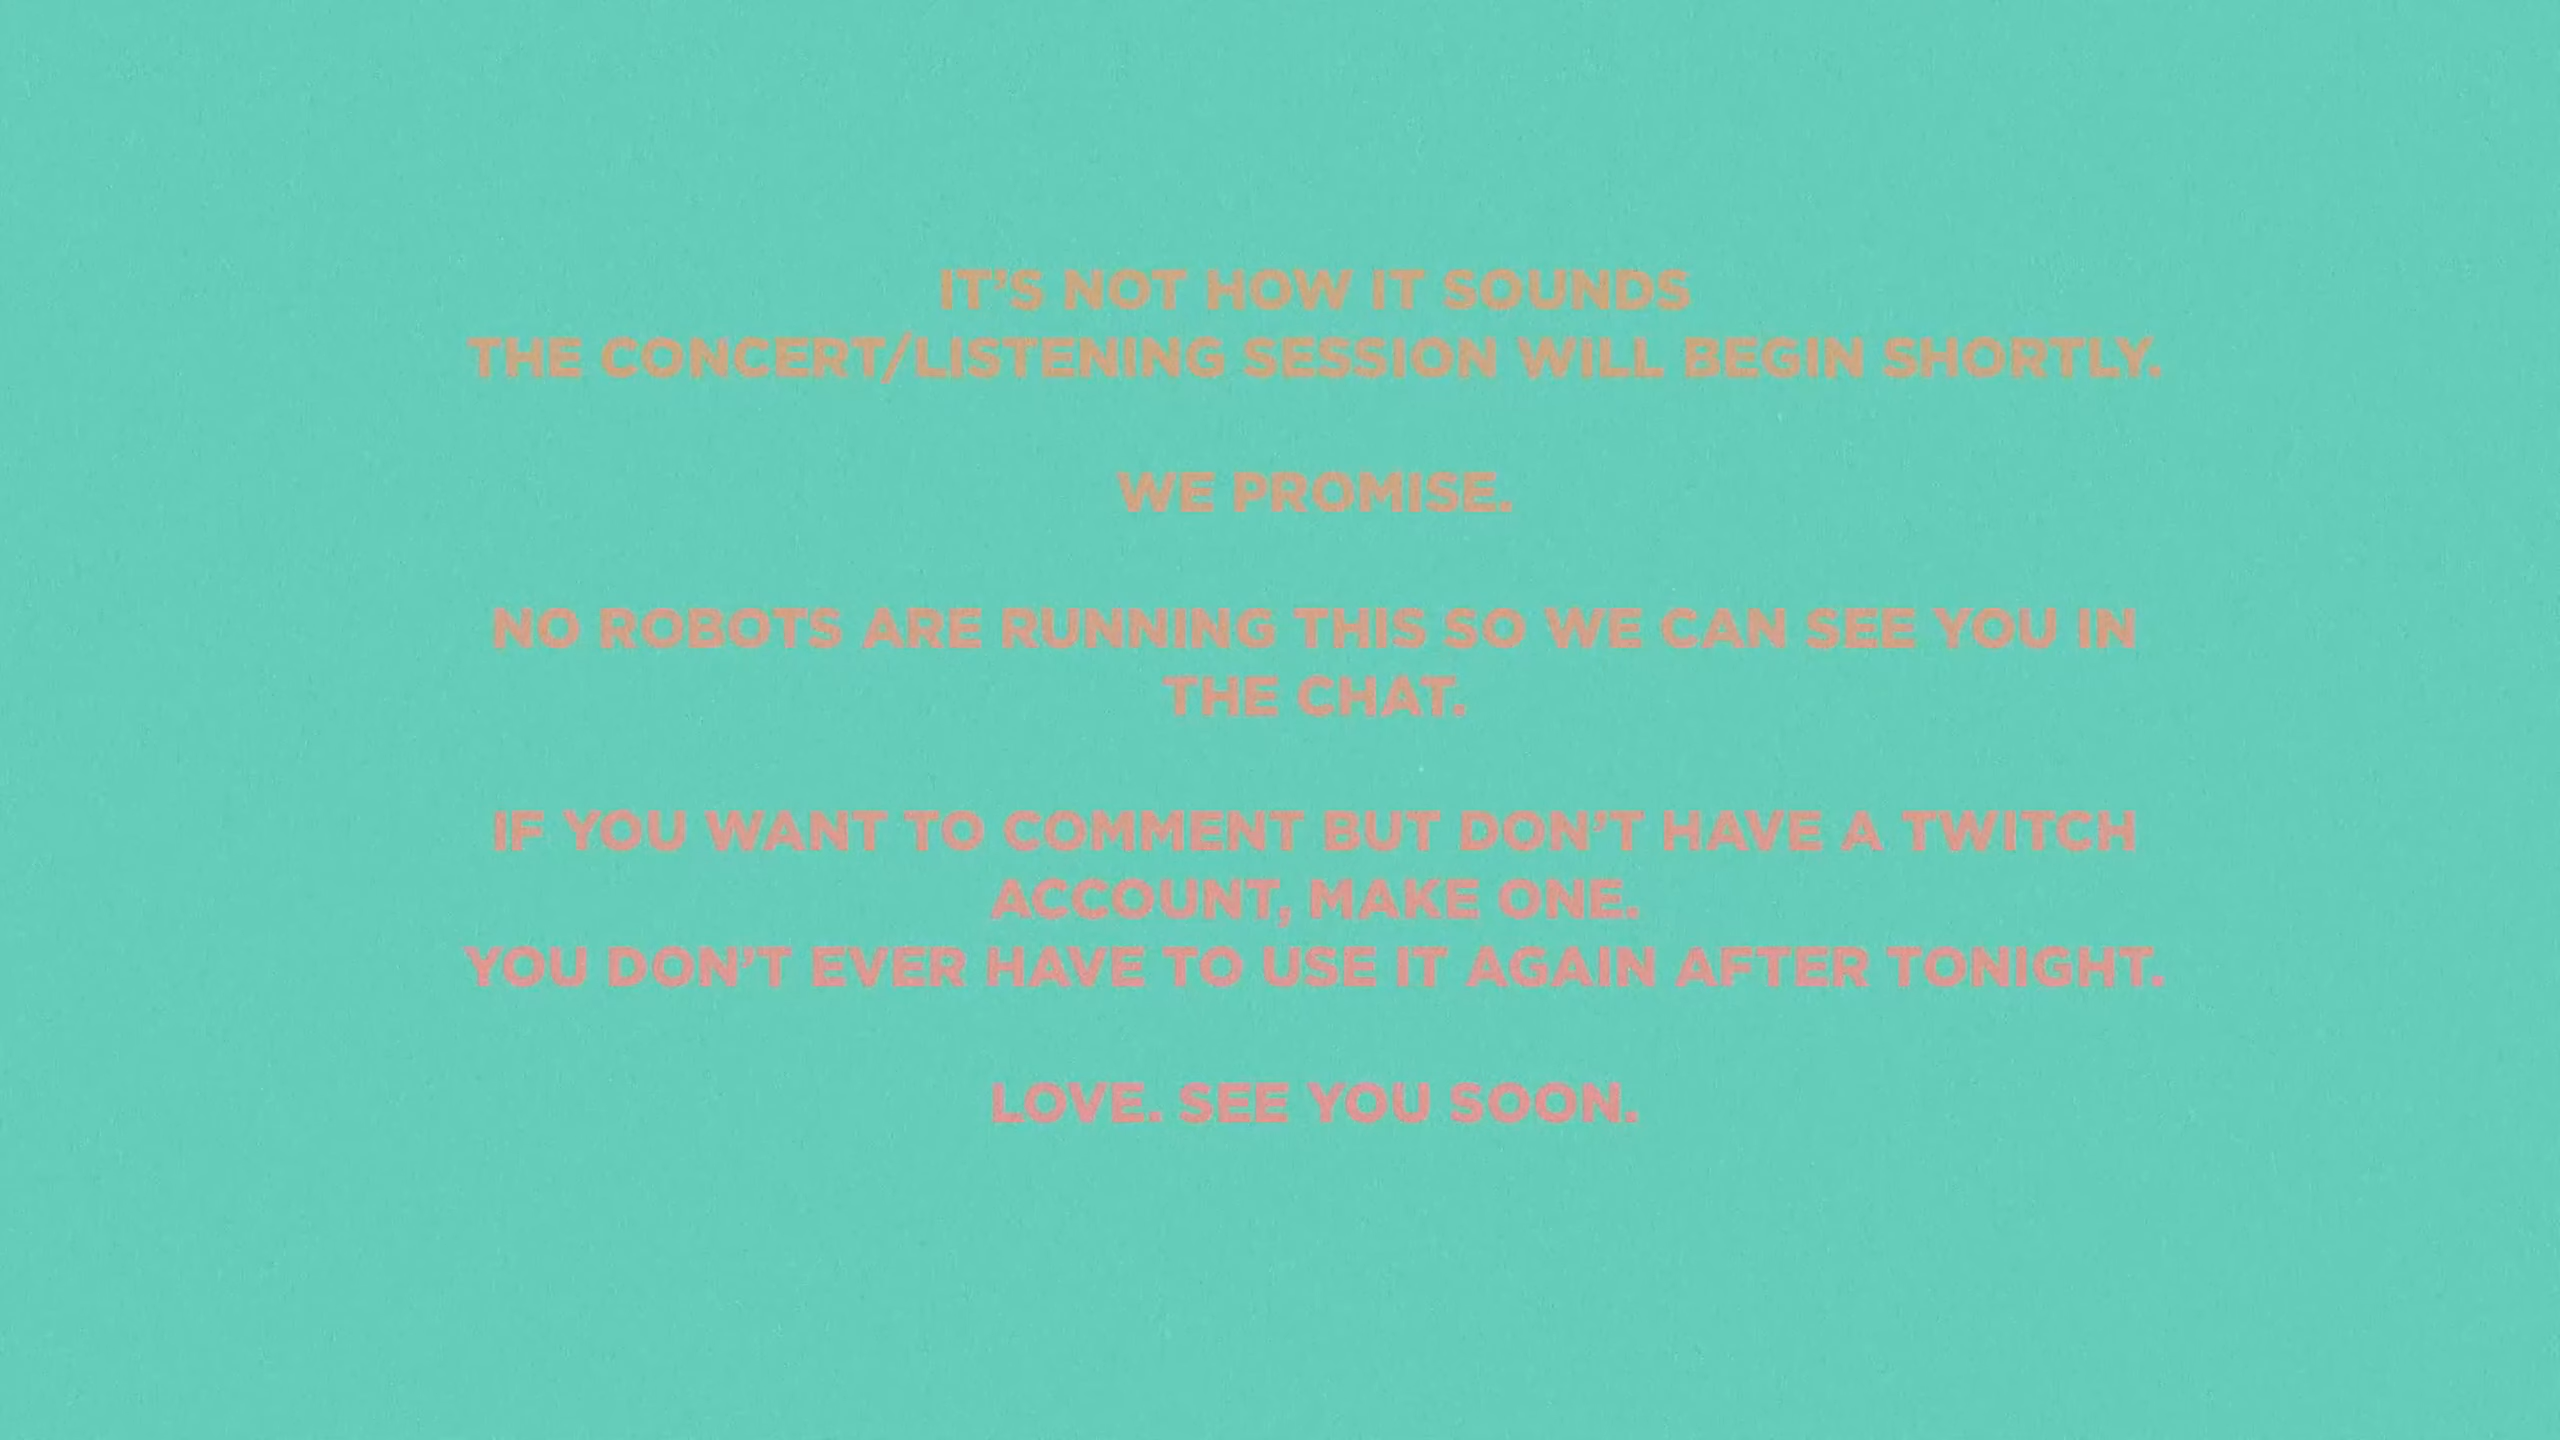 IT’S NOT HOW IT SOUNDS
THE CONCERT/LISTENING SESSION WILL BEGIN SHORTLY.
WE PROMISE.
NO ROBOTS ARE RUNNING THIS SO WE CAN SEE YOU IN
THE CHAT.
IF YOU WANT TO COMMENT BUT DON’T HAVE A TWITCH
ACCOUNT, MAKE ONE.
YOU DON’T EVER HAVE TO USE IT AGAIN AFTER TONIGHT.
LOVE. SEE YOU SOON.